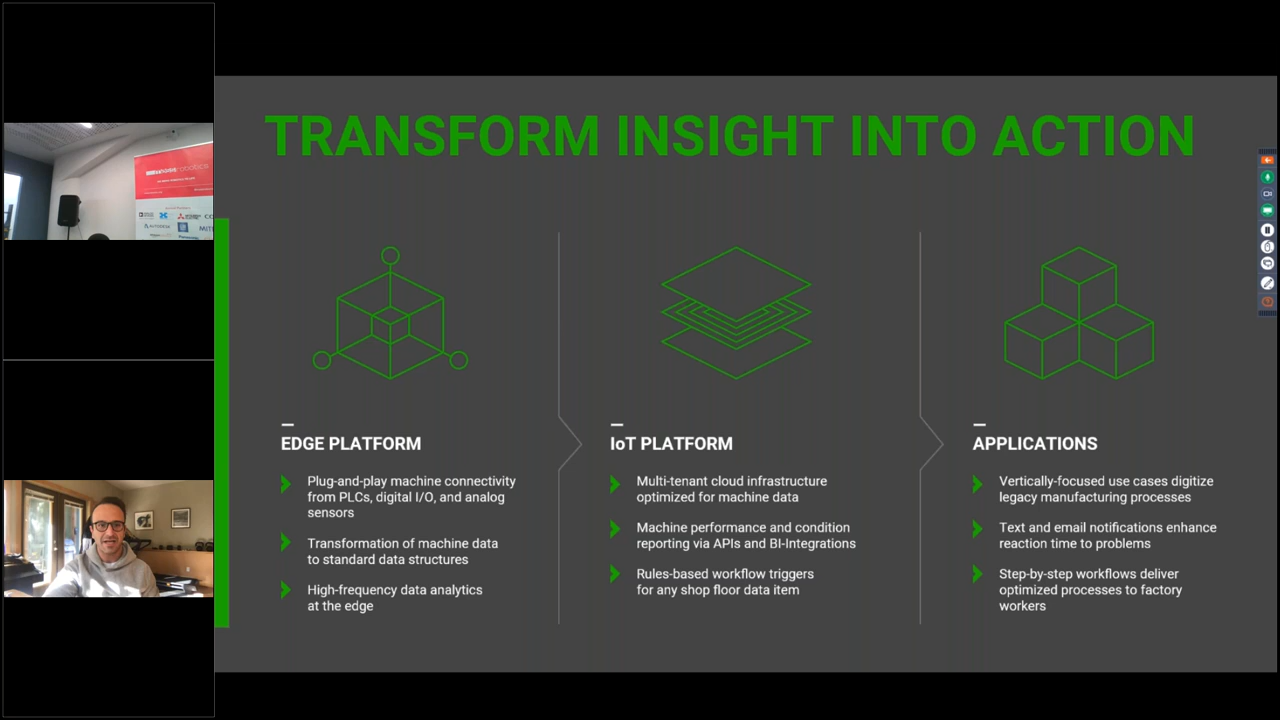 TRANSFORM INSIGHT INTO ACTION
EDGE PLATFORM
Plug-and-play machine connectivity
from PLCs, digital I/O, and analog
sensors
Transformation of machine data
to standard data structures
High-frequency data analytics
at the edge
IoT PLATFORM
Multi-tenant cloud infrastructure
optimized for machine data
Machine performance and condition
reporting via APIs and BI-Integrations
Rules-based workflow triggers
for any shop floor data item
APPLICATIONS
Vertically-focused use cases digitize
legacy manufacturing processes
Text and email notifications enhance
reaction time to problems
Step-by-step workflows deliver
optimized processes to factory
workers
robotics
AUTODESK